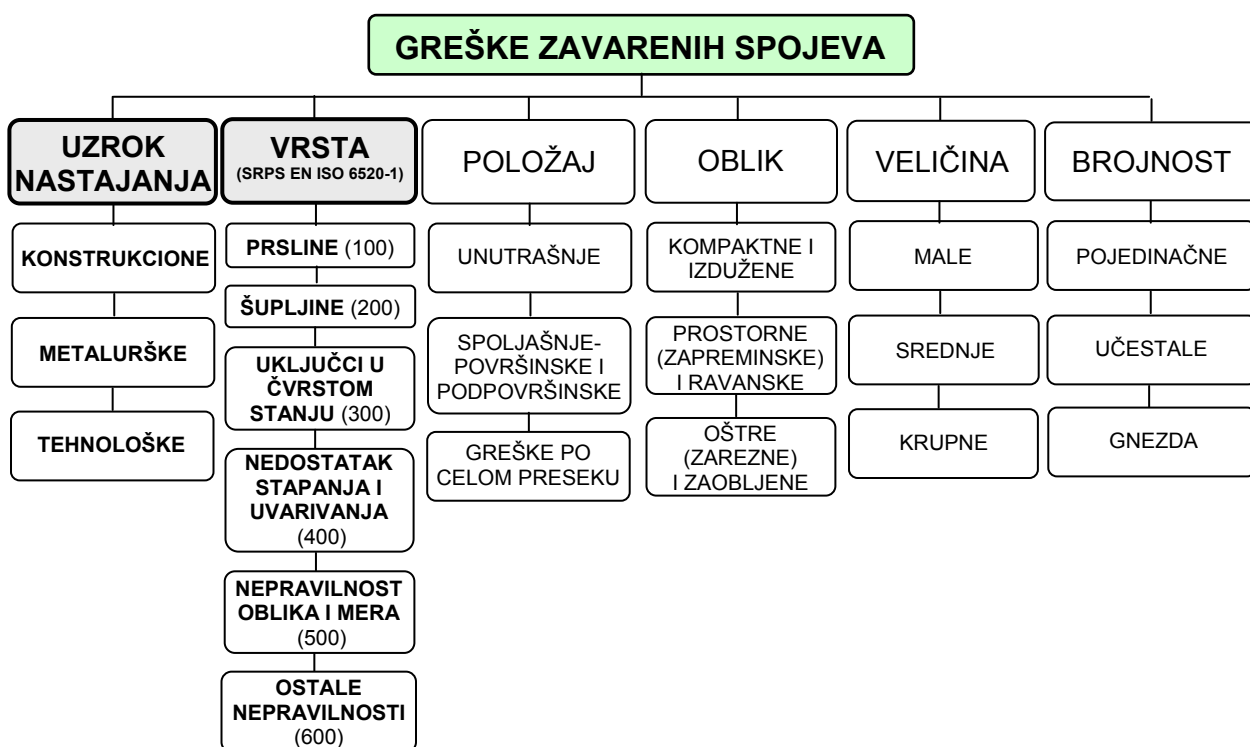 GREŠKE ZAVARENIH SPOJEVA
UZROK
NASTAJANJA
KONSTRUKCIONE
METALURŠKE
TEHNOLOŠKE
VRSTA
(SRPS EN ISO 6520-1)
PRSLINE (100)
ŠUPLJINE (200)
UKLJUČCI U
ČVRSTOM
STANJU (300)
NEDOSTATAK
STAPANJA I
UVARIVANJA
(400)
NEPRAVILNOST
OBLIKA I MERA
(500)
OSTALE
NEPRAVILNOSTI
(600)
POLOŽAJ
UNUTRAŠNJE
SPOLJAŠNJE-
POVRŠINSKE I
PODPOVRŠINSKE
GREŠKE PO
CELOM PRESEKU
OBLIK
KOMPAKTNE I
IZDUŽENE
PROSTORNE
(ZAPREMINSKE)
I RAVANSKE
OŠTRE
(ZAREZNE)
I ZAOBLJENE
VELIČINA
MALE
SREDNJE
KRUPNE
BROJNOST
POJEDINAČNE
UČESTALE
GNEZDA